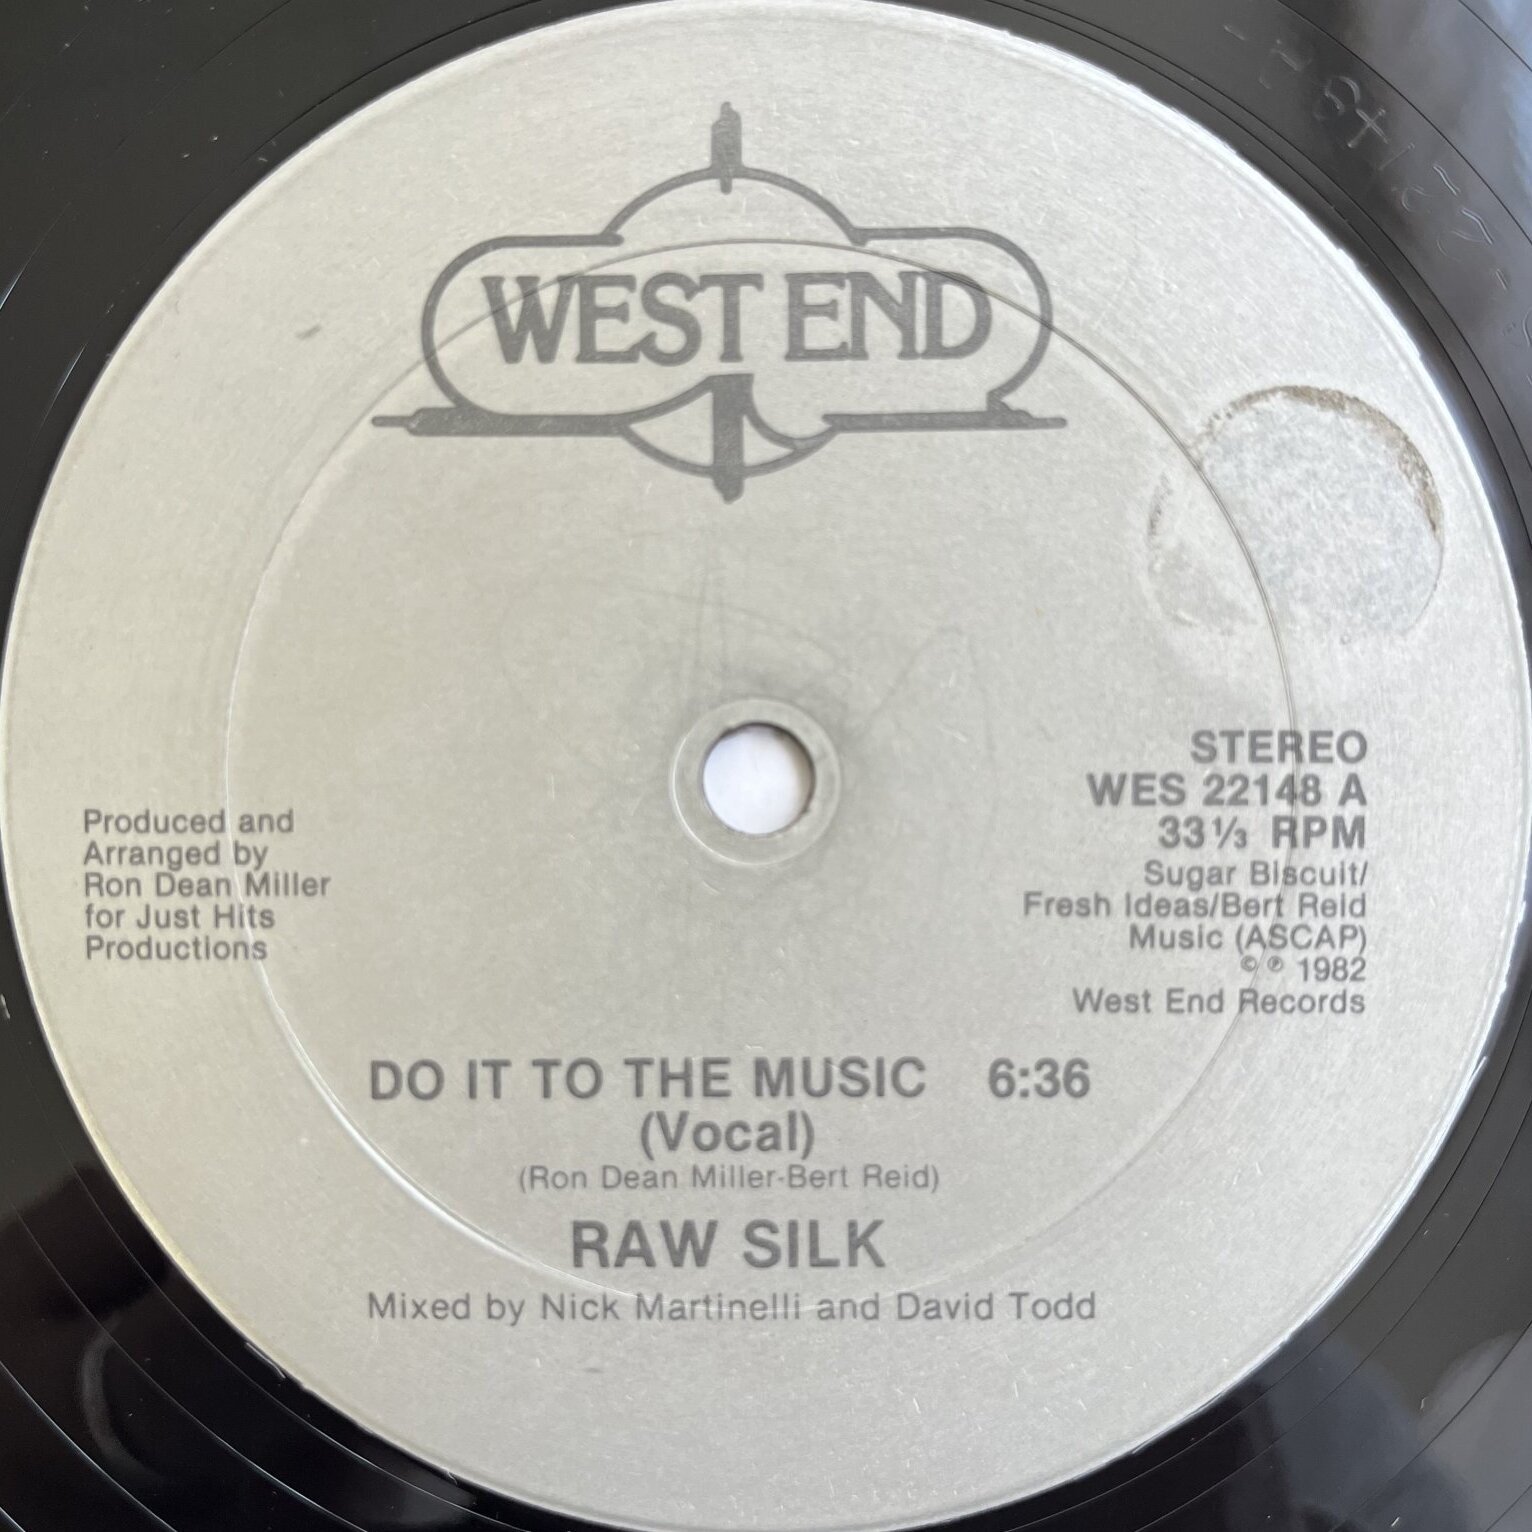 WEST END
STEREO
WES 22148 A
33 1/3 RPM
Sugar Biscuit/
Fresh Ideas/Bert Reid
Music (ASCAP)
© ℗ 1982
West End Records
Produced and
Arranged by
Ron Dean Miller
for Just Hits
Productions
DO IT TO THE MUSIC 6:36
(Vocal)
(Ron Dean Miller-Bert Reid)
RAW SILK
Mixed by Nick Martinelli and David Todd